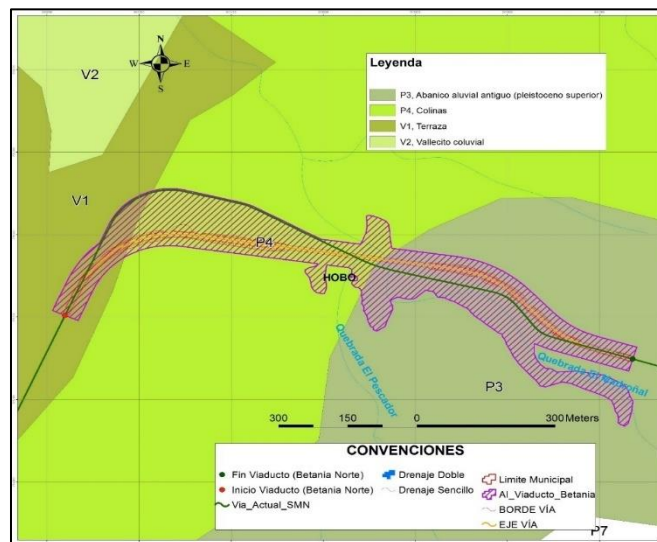 V2
N
W E
S
Leyenda
P3, Abanico aluvial antiguo (pleistoceno superior)
P4, Colinas
V1, Terraza
V2, Vallecito coluvial
V1
P4
HOBO
Quebrada El Pescador
Quebrada El
P3
300 150 0 300 Meters
CONVENCIONES
Fin Viaducto (Betania Norte)
Inicio Viaducto (Betania Norte)
Via_Actual_SMN
Drenaje Doble
Drenaje Sencillo
Limite Municipal
AI_Viaducto_Betania
BORDE VÍA
EJE VÍA
P7